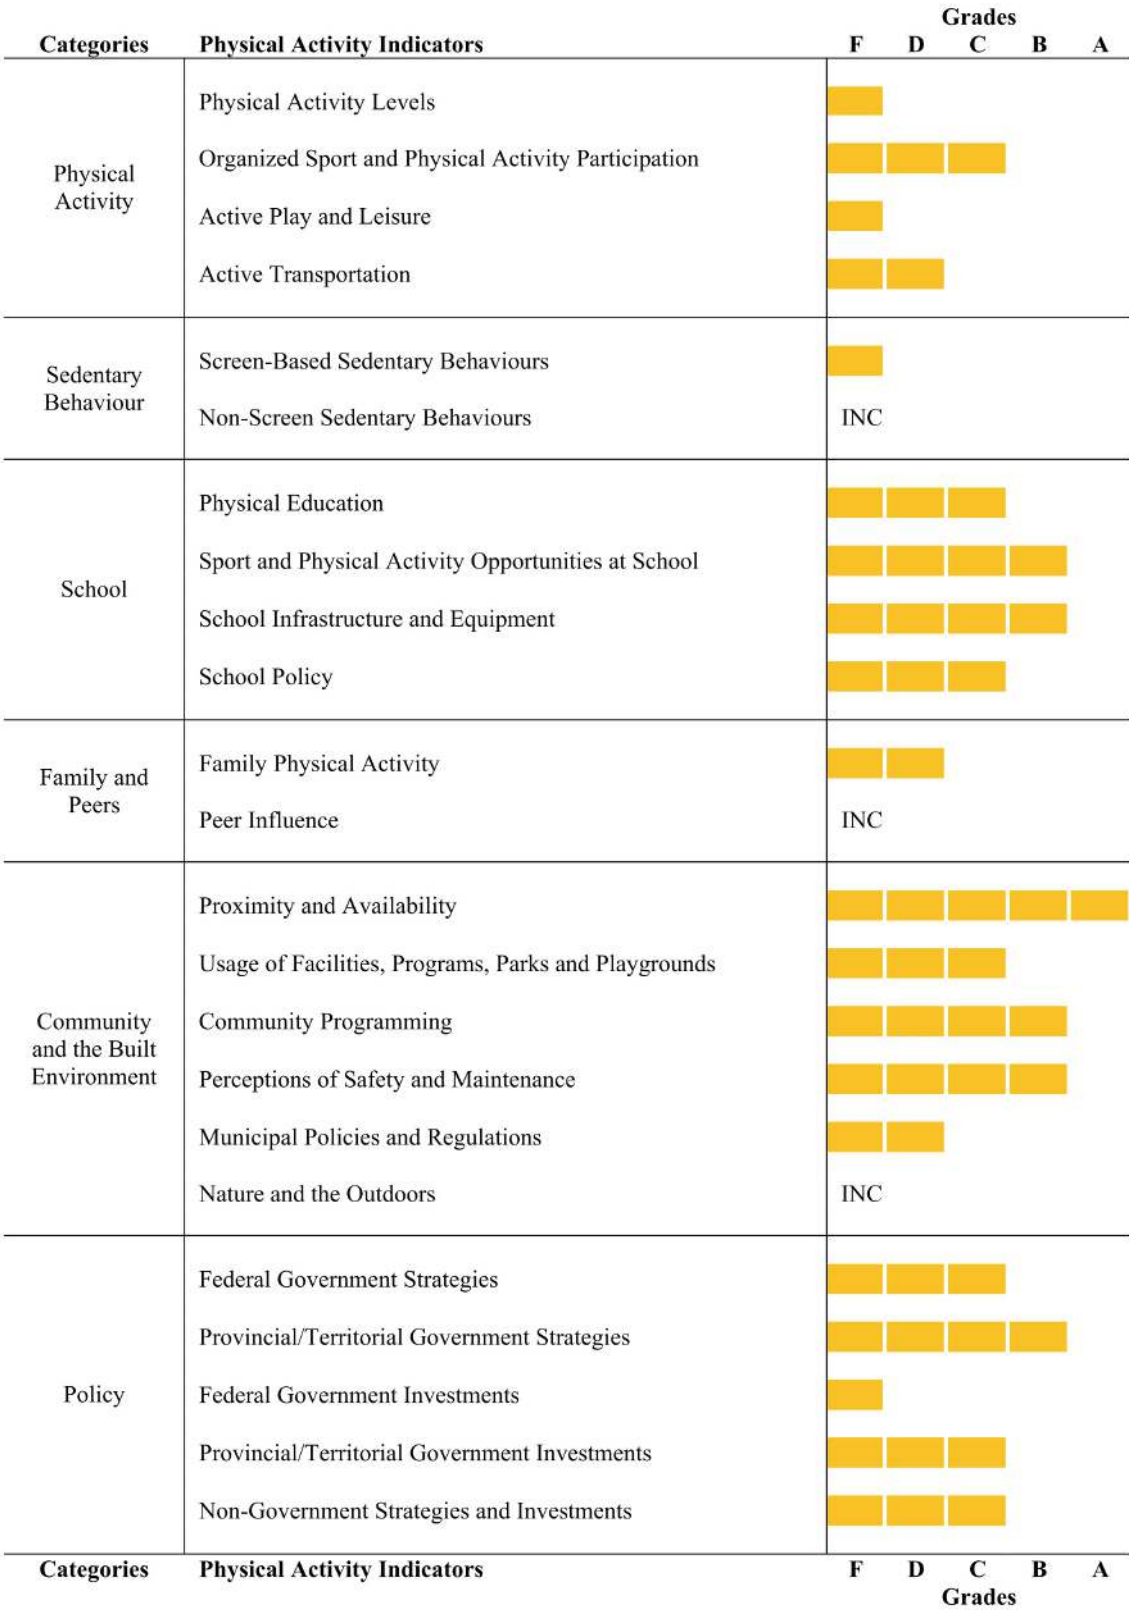 Grades
Categories Physical Activity Indicators F D C B A
Physical Activity Levels
Organized Sport and Physical Activity Participation
Physical
Activity
Active Play and Leisure
Active Transportation
Screen-Based Sedentary Behaviours
Sedentary
Behaviour
Non-Screen Sedentary Behaviours INC
Physical Education
Sport and Physical Activity Opportunities at School
School
School Infrastructure and Equipment
School Policy
Family Physical Activity
Family and
Peers
Peer Influence INC
Proximity and Availability
Usage of Facilities, Programs, Parks and Playgrounds
Community
and the Built
Environment
Community Programming
Perceptions of Safety and Maintenance
Municipal Policies and Regulations
Nature and the Outdoors INC
Federal Government Strategies
Provincial/Territorial Government Strategies
Policy
Federal Government Investments
Provincial/Territorial Government Investments
Non-Government Strategies and Investments
Categories Physical Activity Indicators F D C B A
Grades